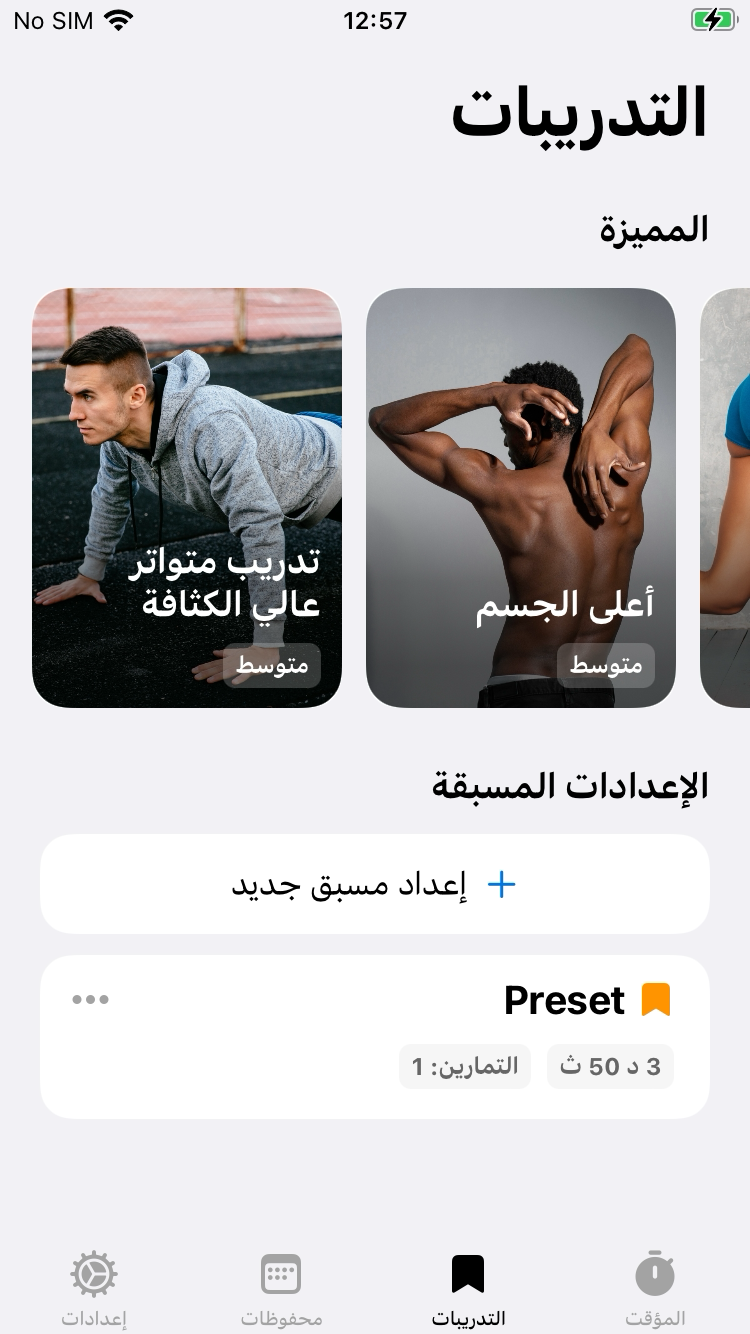 No SIM 12:57
التدريبات
المميزة
أعلى الجسم
متوسط
تدريب متواتر
عالي الكثافة
متوسط
الإعدادات المسبقة
إعداد مسبق جديد
Preset
3 د 50 ث
التمارين: 1
المؤقت
التدريبات
محفوظات
إعدادات